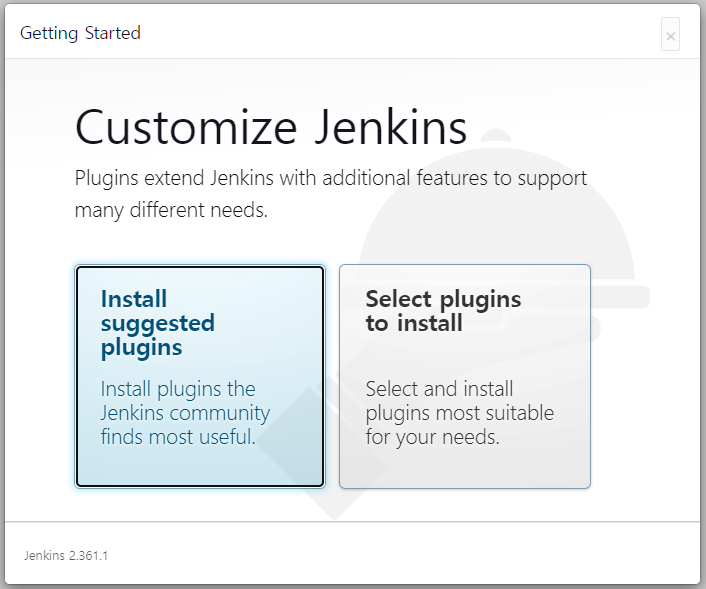 Getting Started
×
Customize Jenkins
Plugins extend Jenkins with additional features to support
many different needs.
Install
suggested
plugins
Install plugins the
Jenkins community
finds most useful.
Select plugins
to install
Select and install
plugins most suitable
for your needs.
Jenkins 2.361.1